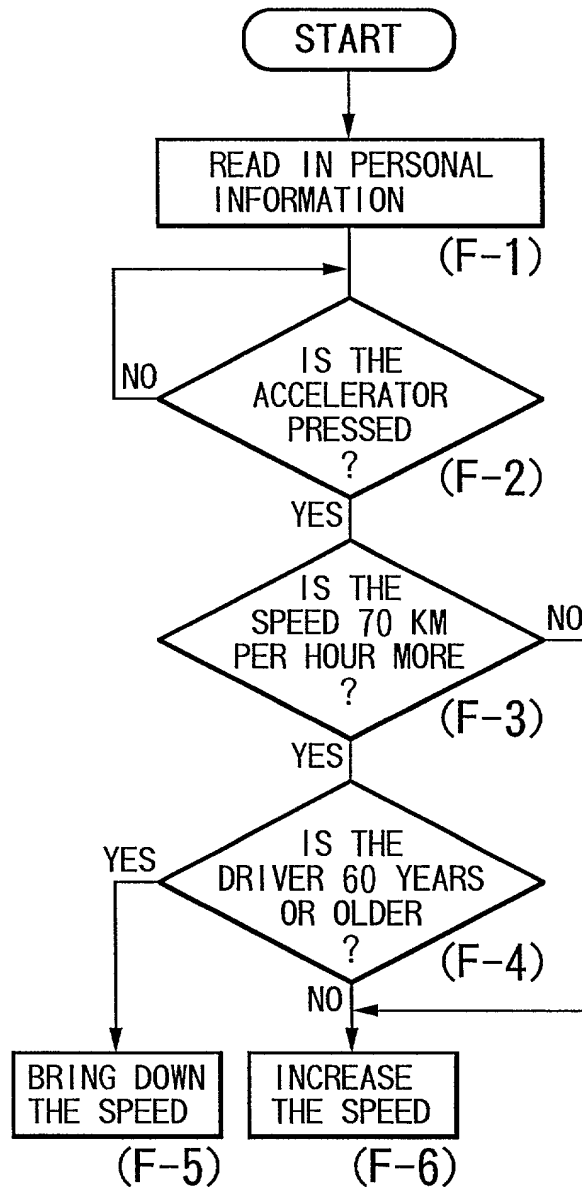 START
READ IN PERSONAL
INFORMATION
(F-1)
NO
IS THE
ACCELERATOR
PRESSED
?
(F-2)
YES
IS THE
SPEED 70 KM
PER HOUR MORE
?
NO
(F-3)
YES
IS THE
DRIVER 60 YEARS
OR OLDER
?
YES
(F-4)
NO
BRING DOWN
THE SPEED
(F-5)
INCREASE
THE SPEED
(F-6)